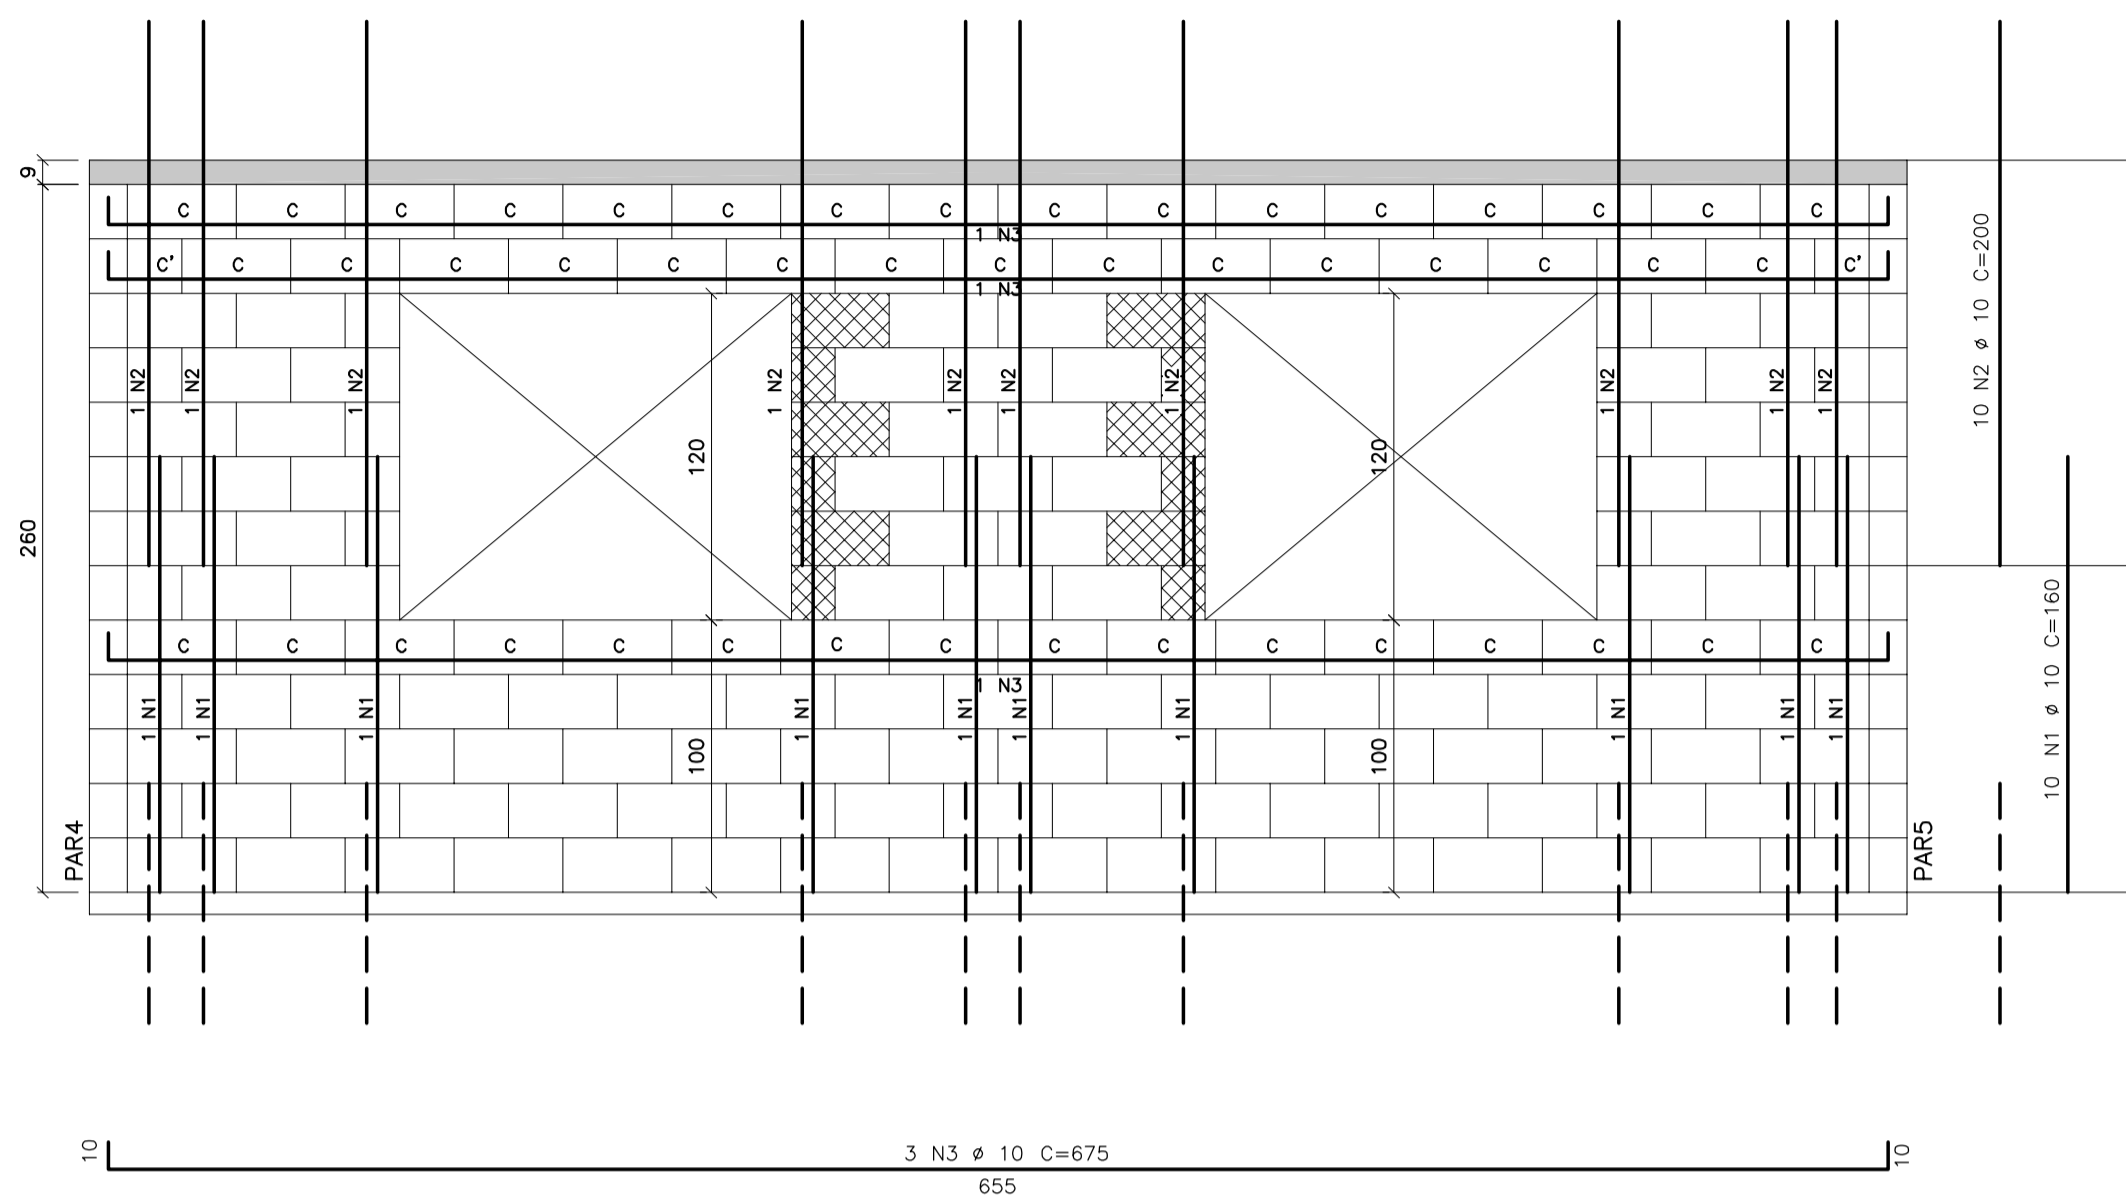 9
C C C C C C C C C C C C C C C C
1 N3
C' C C C C C C C C C C C C C C C C'
1 N3
10 N2 ø 10 C=200
1 N2 1 N2 1 N2 1 N2 1 N2 1 N2 1 N2 1 N2 1 N2 1 N2
120 120
260
C C C C C C C C C C C C C C C C
1 N3
10 N1 ø 10 C=160
1 N1 1 N1 1 N1 1 N1 1 N1 1 N1 1 N1 1 N1 1 N1 1 N1
100 100
PAR4 PAR5
10 3 N3 ø 10 C=675 10
655